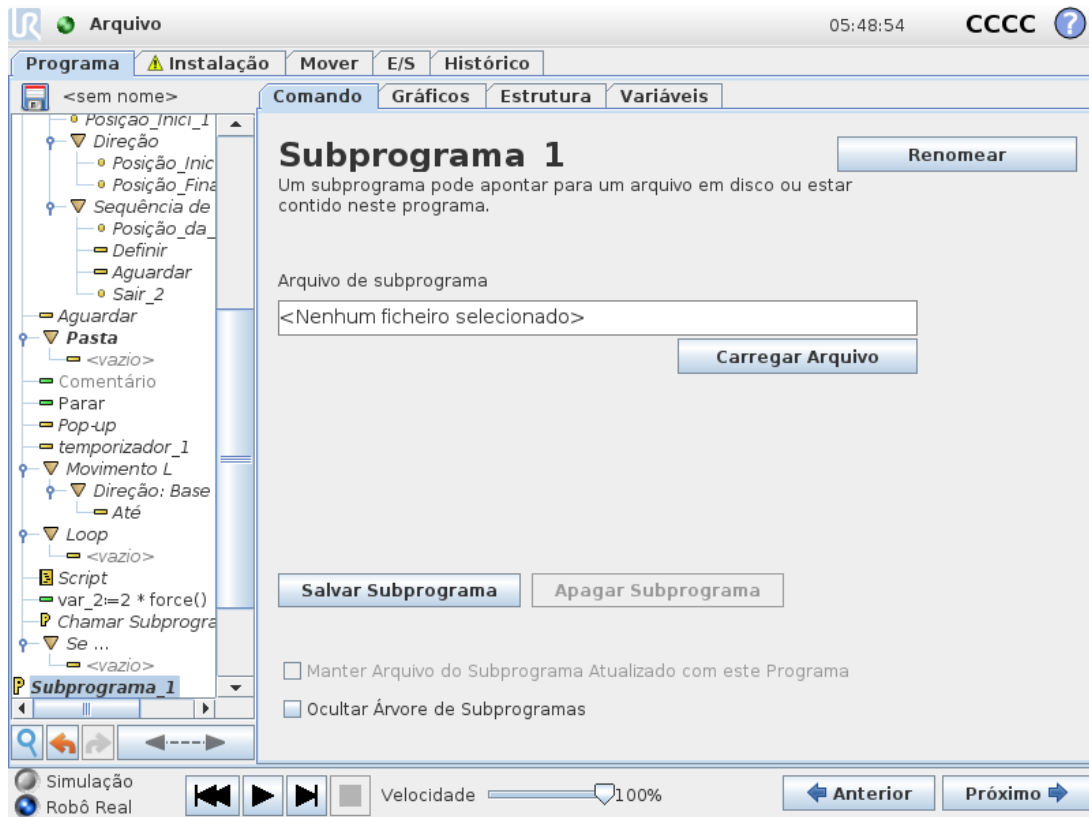 UR Arquivo 05:48:54 CCCC ?
Programa Instalação Mover E/S Histórico
<sem nome> Comando Gráficos Estrutura Variáveis
Posição_Inici_1
Direção
Posição_Inic
Posição_Fina
Sequência de
Posição_da_
Definir
Aguardar
Sair_2
Aguardar
Pasta
<vazio>
Comentário
Parar
Pop-up
temporizador_1
Movimento L
Direção: Base
Até
Loop
<vazio>
Script
var_2:=2 * force()
Chamar Subprogra
Se ...
<vazio>
Subprograma_1
Subprograma_1
Renomear
Um subprograma pode apontar para um arquivo em disco ou estar
contido neste programa.
Arquivo de subprograma
<Nenhum ficheiro selecionado>
Carregar Arquivo
Salvar Subprograma Apagar Subprograma
Manter Arquivo do Subprograma Atualizado com este Programa
Ocultar Árvore de Subprogramas
Simulação
Robô Real
Velocidade 100%
Anterior Próximo